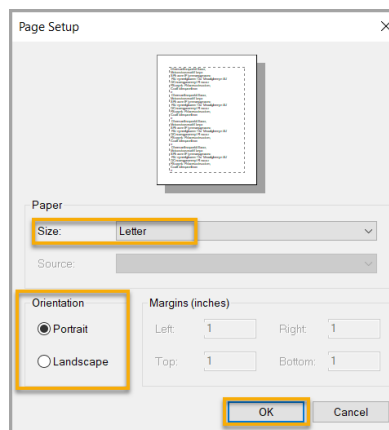 Page Setup
Paper
Size: Letter
Source:
Orientation
Portrait
Landscape
Margins (inches)
Left: 1 Right: 1
Top: 1 Bottom: 1
OK Cancel